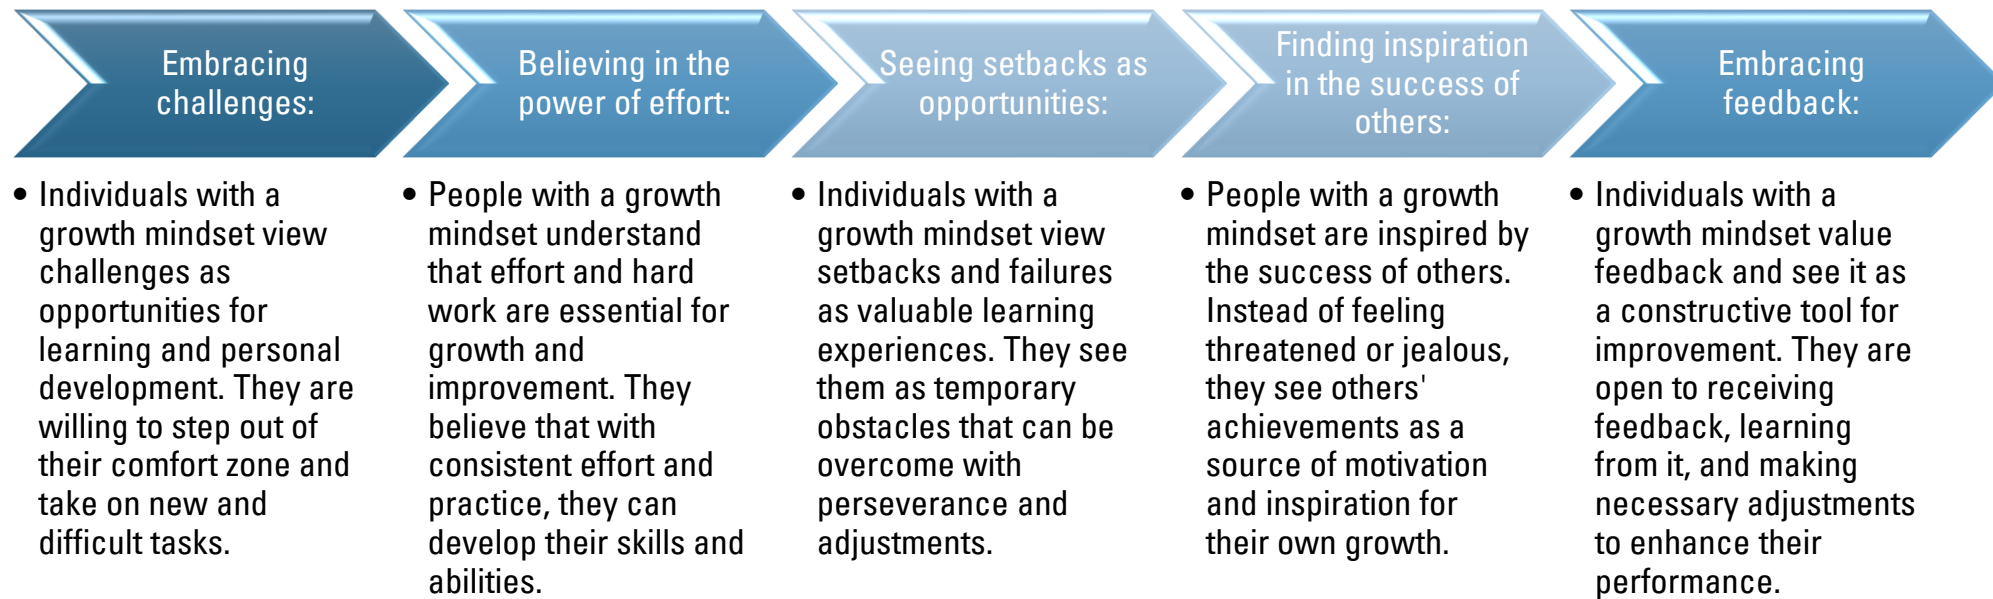 Embracing
challenges:
• Individuals with a
growth mindset view
challenges as
opportunities for
learning and personal
development. They are
willing to step out of
their comfort zone and
take on new and
difficult tasks.
Believing in the
power of effort:
• People with a growth
mindset understand
that effort and hard
work are essential for
growth and
improvement. They
believe that with
consistent effort and
practice, they can
develop their skills and
abilities.
Seeing setbacks as
opportunities:
• Individuals with a
growth mindset view
setbacks and failures
as valuable learning
experiences. They see
them as temporary
obstacles that can be
overcome with
perseverance and
adjustments.
Finding inspiration
in the success of
others:
• People with a growth
mindset are inspired by
the success of others.
Instead of feeling
threatened or jealous,
they see others'
achievements as a
source of motivation
and inspiration for
their own growth.
Embracing
feedback:
• Individuals with a
growth mindset value
feedback and see it as
a constructive tool for
improvement. They are
open to receiving
feedback, learning
from it, and making
necessary adjustments
to enhance their
performance.